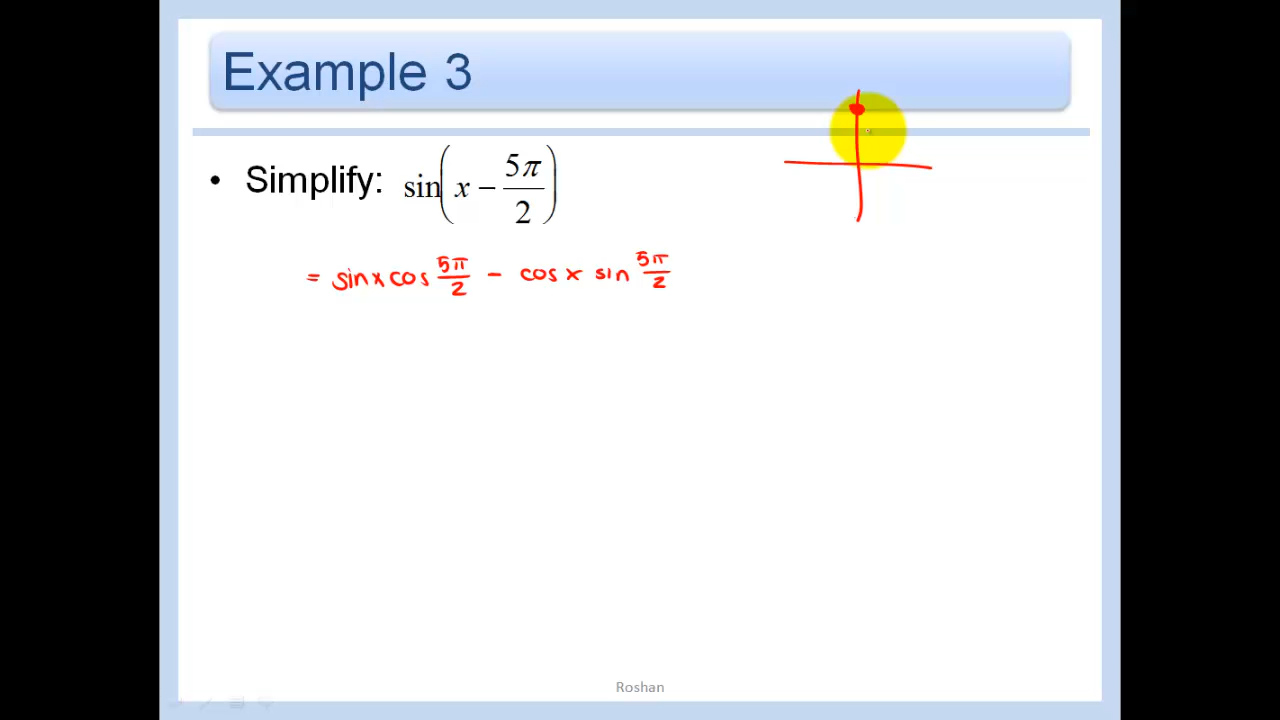 Example 3
• Simplify: sin(x − 5π/2)
= sin x cos 5π/2 − cos x sin 5π/2
Roshan